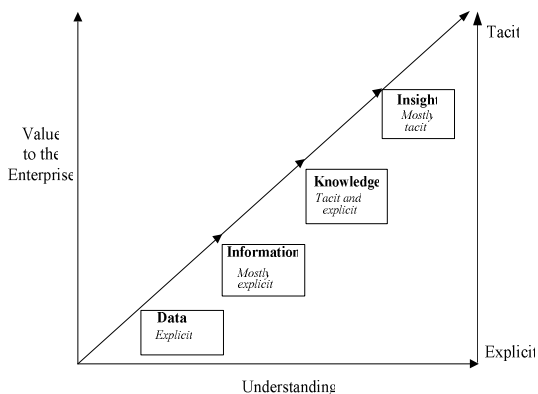 Tacit
Value
to the
Enterprise
Insight
Mostly
tacit
Knowledge
Tacit and
explicit
Information
Mostly
explicit
Data
Explicit
Explicit
Understanding